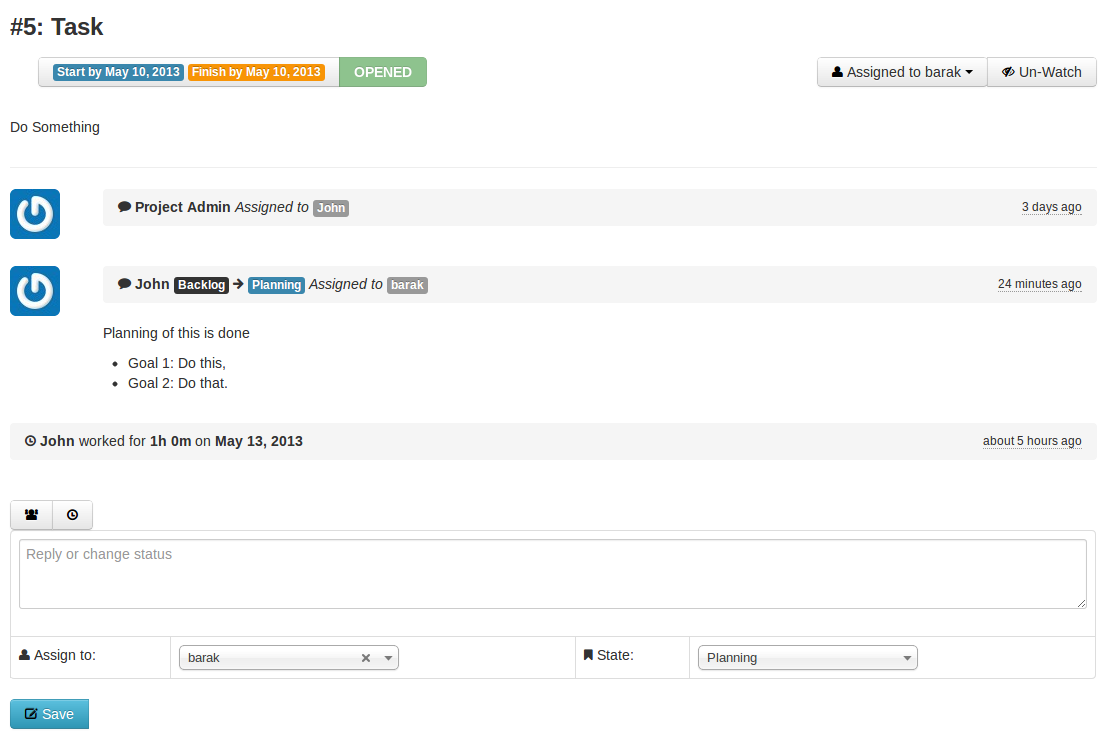 #5: Task
Start by May 10, 2013 Finish by May 10, 2013 OPENED Assigned to barak Un-Watch
Do Something
Project Admin Assigned to John 3 days ago
John Backlog Planning Assigned to barak 24 minutes ago
Planning of this is done
Goal 1: Do this,
Goal 2: Do that.
John worked for 1h 0m on May 13, 2013 about 5 hours ago
Reply or change status
Assign to: barak State: Planning
Save